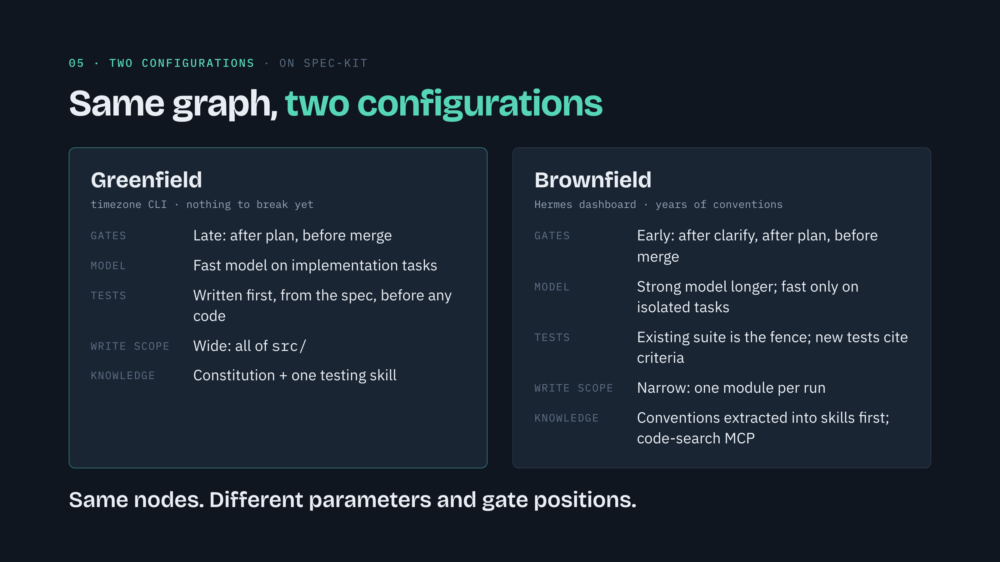 05 · TWO CONFIGURATIONS · ON SPEC-KIT
Same graph, two configurations
Greenfield
timezone CLI · nothing to break yet
GATES Late: after plan, before merge
MODEL Fast model on implementation tasks
TESTS Written first, from the spec, before any
code
WRITE SCOPE Wide: all of src/
KNOWLEDGE Constitution + one testing skill
Brownfield
Hermes dashboard · years of conventions
GATES Early: after clarify, after plan, before
merge
MODEL Strong model longer; fast only on
isolated tasks
TESTS Existing suite is the fence; new tests cite
criteria
WRITE SCOPE Narrow: one module per run
KNOWLEDGE Conventions extracted into skills first;
code-search MCP
Same nodes. Different parameters and gate positions.